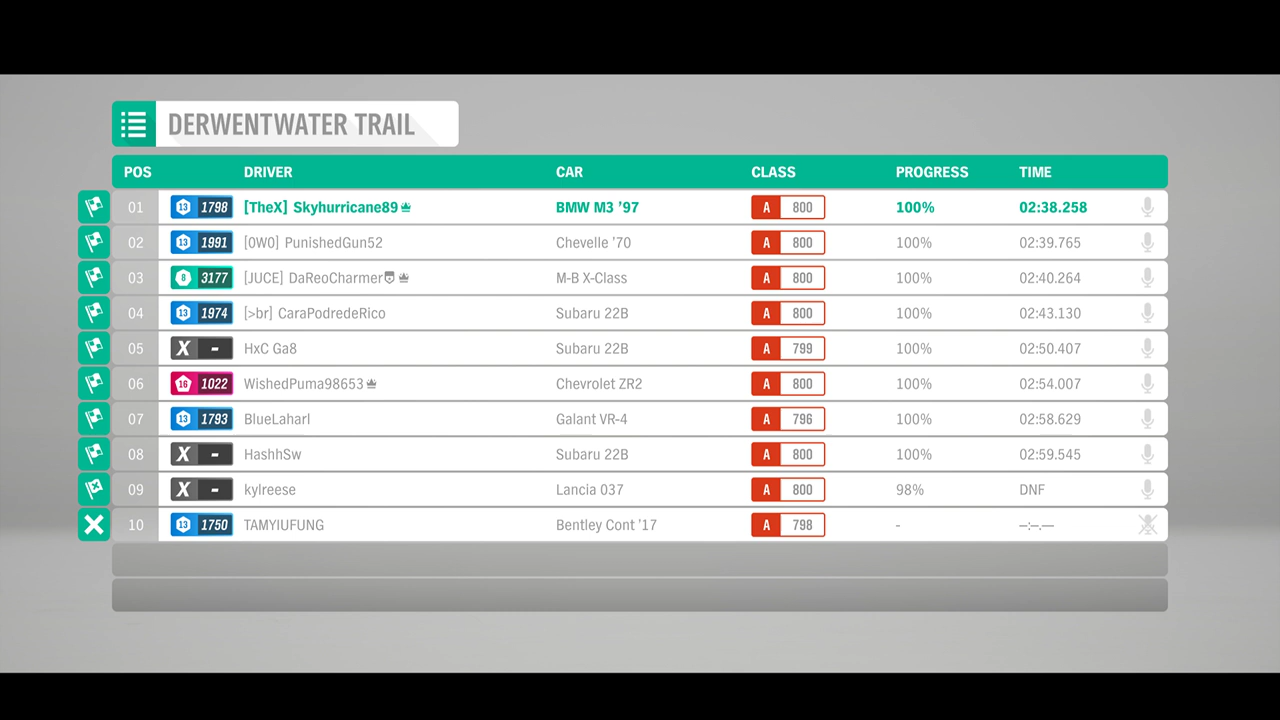 DERWENTWATER TRAIL
POS DRIVER CAR CLASS PROGRESS TIME
01 13 1798 [TheX] Skyhurricane89 BMW M3 '97 A 800 100% 02:38.258
02 13 1991 [0W0] PunishedGun52 Chevelle '70 A 800 100% 02:39.765
03 8 3177 [JUCE] DaReoCharmer M-B X-Class A 800 100% 02:40.264
04 13 1974 [>br] CaraPodredeRico Subaru 22B A 800 100% 02:43.130
05 X - HxC Ga8 Subaru 22B A 799 100% 02:50.407
06 16 1022 WishedPuma98653 Chevrolet ZR2 A 800 100% 02:54.007
07 13 1793 BlueLaharl Galant VR-4 A 796 100% 02:58.629
08 X - HashhSw Subaru 22B A 800 100% 02:59.545
09 X - kylreese Lancia 037 A 800 98% DNF
10 13 1750 TAMYIUFUNG Bentley Cont '17 A 798 - --:--.---